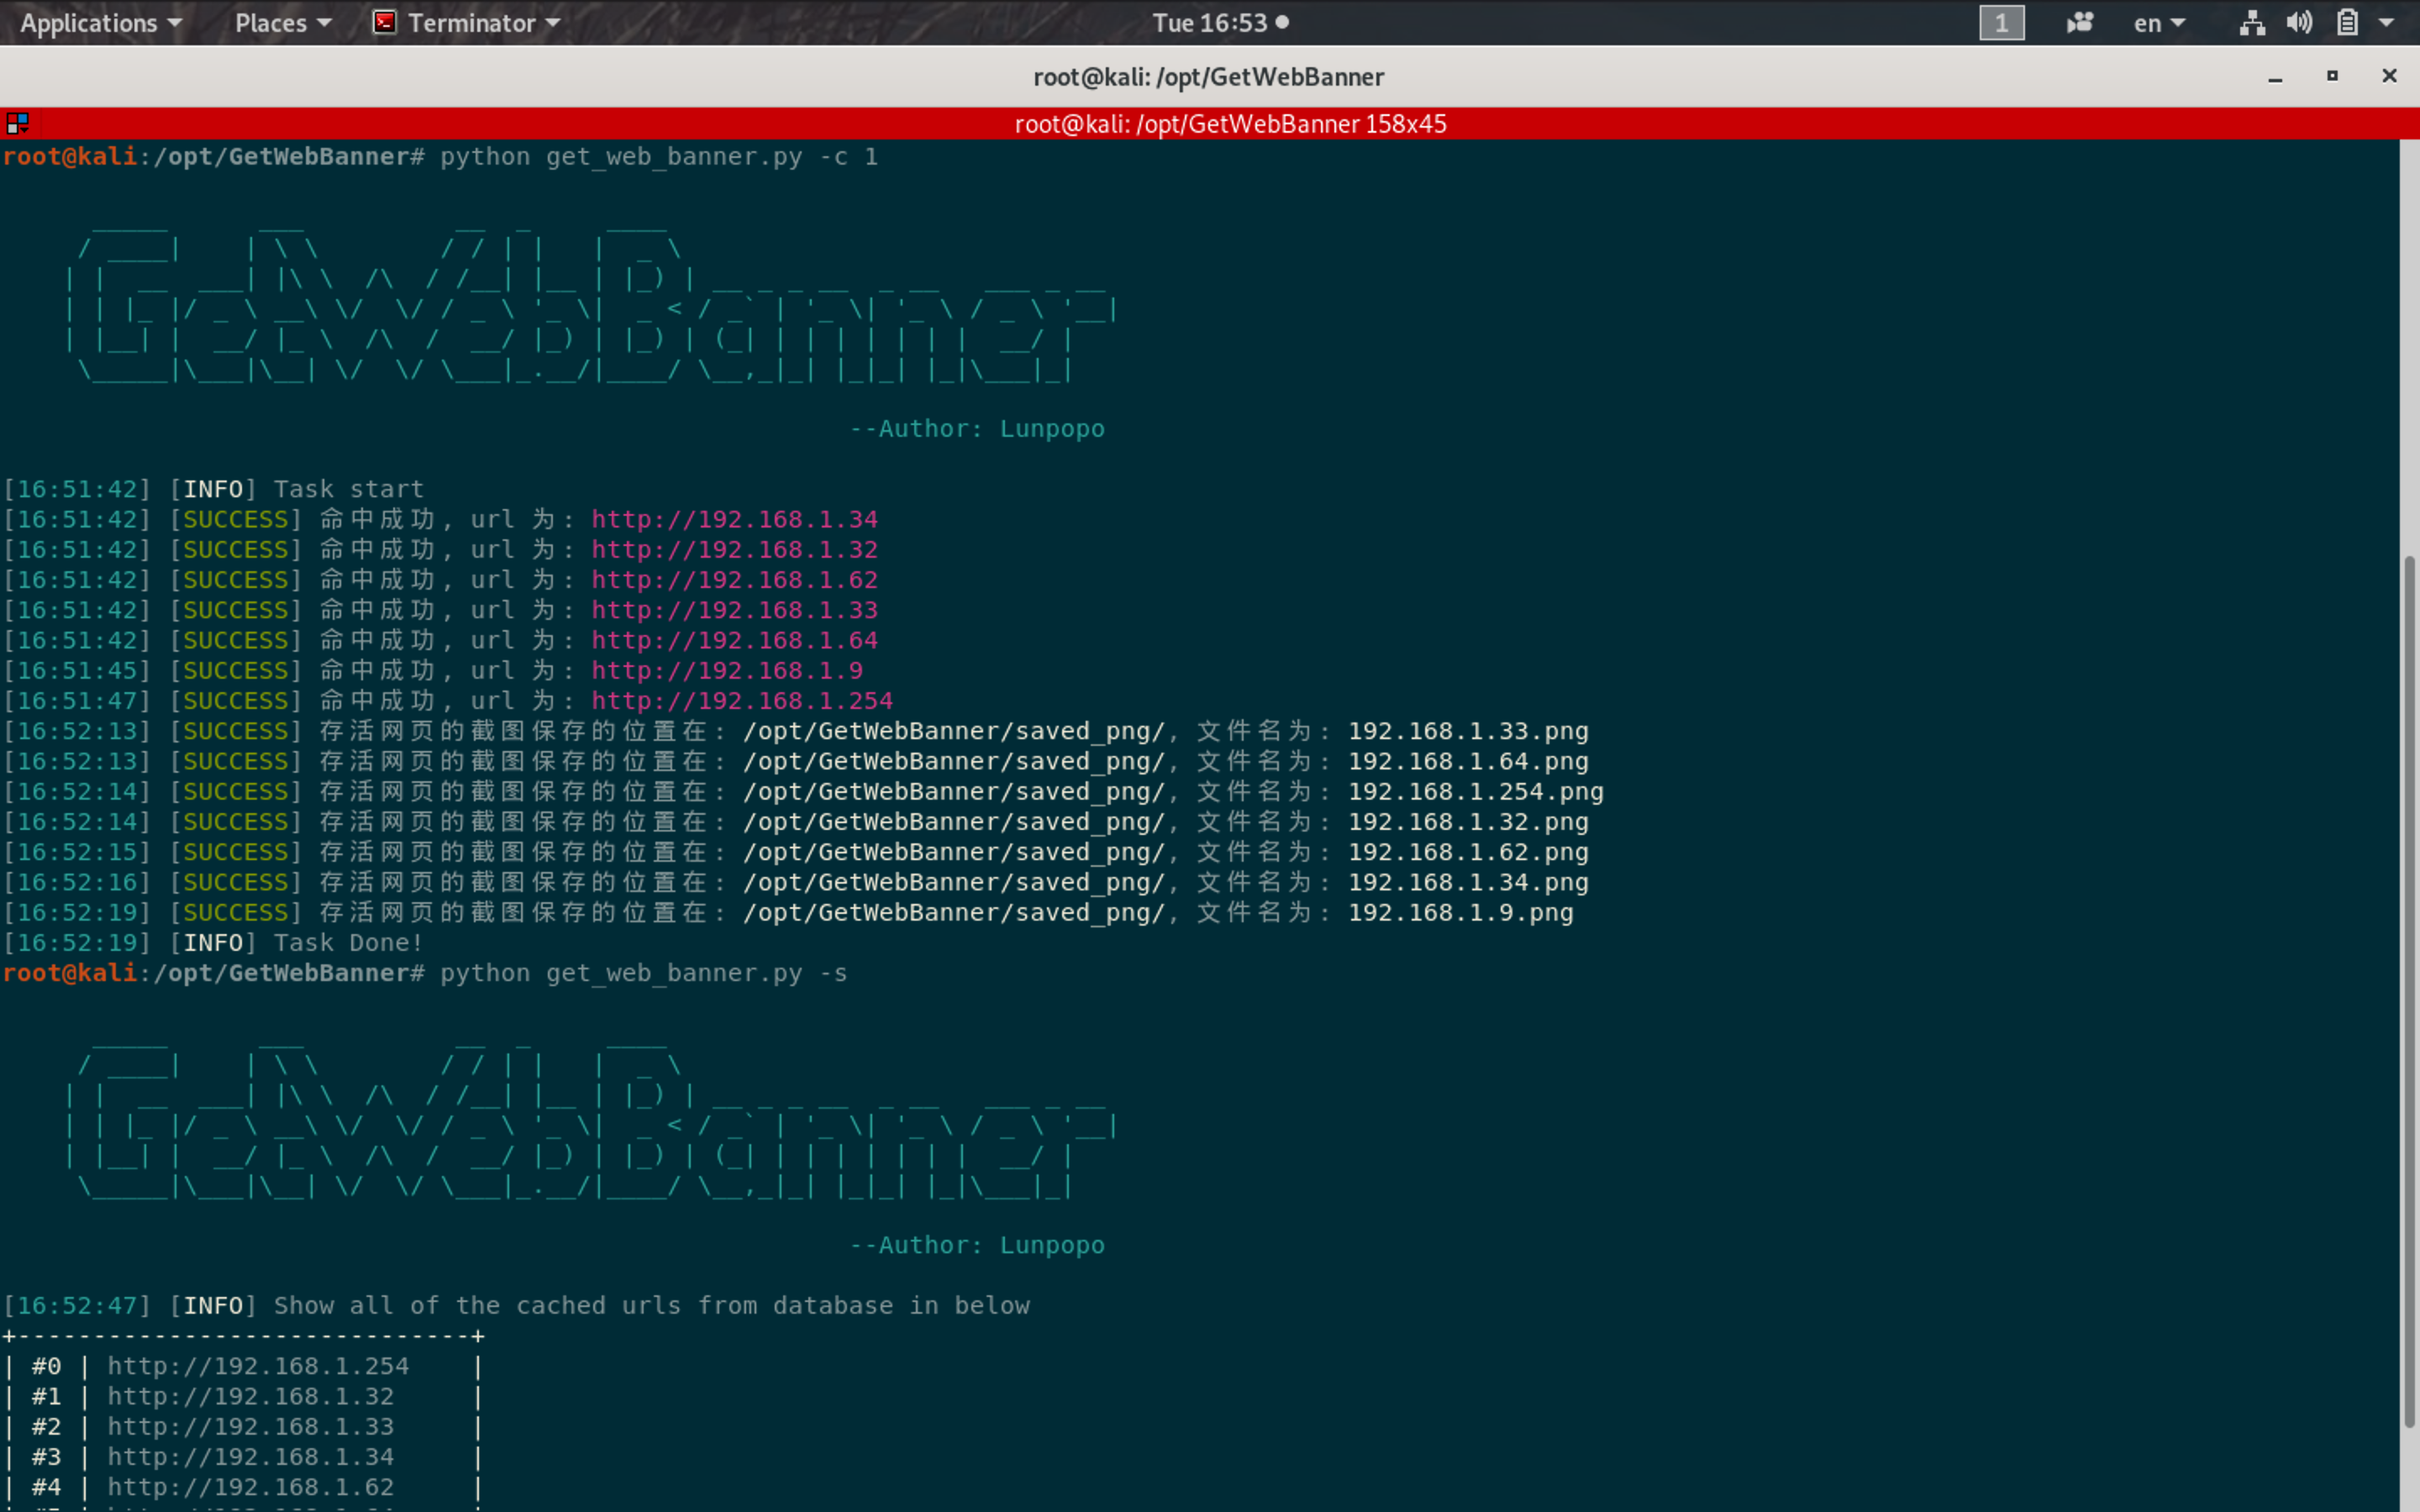 Applications Places Terminator Tue 16:53 1 en
root@kali: /opt/GetWebBanner
root@kali: /opt/GetWebBanner 158x45
root@kali:/opt/GetWebBanner# python get_web_banner.py -c 1
GetWebBanner
--Author: Lunpopo
[16:51:42] [INFO] Task start
[16:51:42] [SUCCESS] 命中成功, url 为: http://192.168.1.34
[16:51:42] [SUCCESS] 命中成功, url 为: http://192.168.1.32
[16:51:42] [SUCCESS] 命中成功, url 为: http://192.168.1.62
[16:51:42] [SUCCESS] 命中成功, url 为: http://192.168.1.33
[16:51:42] [SUCCESS] 命中成功, url 为: http://192.168.1.64
[16:51:45] [SUCCESS] 命中成功, url 为: http://192.168.1.9
[16:51:47] [SUCCESS] 命中成功, url 为: http://192.168.1.254
[16:52:13] [SUCCESS] 存活网页的截图保存的位置在: /opt/GetWebBanner/saved_png/, 文件名为: 192.168.1.33.png
[16:52:13] [SUCCESS] 存活网页的截图保存的位置在: /opt/GetWebBanner/saved_png/, 文件名为: 192.168.1.64.png
[16:52:14] [SUCCESS] 存活网页的截图保存的位置在: /opt/GetWebBanner/saved_png/, 文件名为: 192.168.1.254.png
[16:52:14] [SUCCESS] 存活网页的截图保存的位置在: /opt/GetWebBanner/saved_png/, 文件名为: 192.168.1.32.png
[16:52:15] [SUCCESS] 存活网页的截图保存的位置在: /opt/GetWebBanner/saved_png/, 文件名为: 192.168.1.62.png
[16:52:16] [SUCCESS] 存活网页的截图保存的位置在: /opt/GetWebBanner/saved_png/, 文件名为: 192.168.1.34.png
[16:52:19] [SUCCESS] 存活网页的截图保存的位置在: /opt/GetWebBanner/saved_png/, 文件名为: 192.168.1.9.png
[16:52:19] [INFO] Task Done!
root@kali:/opt/GetWebBanner# python get_web_banner.py -s
GetWebBanner
--Author: Lunpopo
[16:52:47] [INFO] Show all of the cached urls from database in below
+------------------------------+
| #0 | http://192.168.1.254 |
| #1 | http://192.168.1.32 |
| #2 | http://192.168.1.33 |
| #3 | http://192.168.1.34 |
| #4 | http://192.168.1.62 |